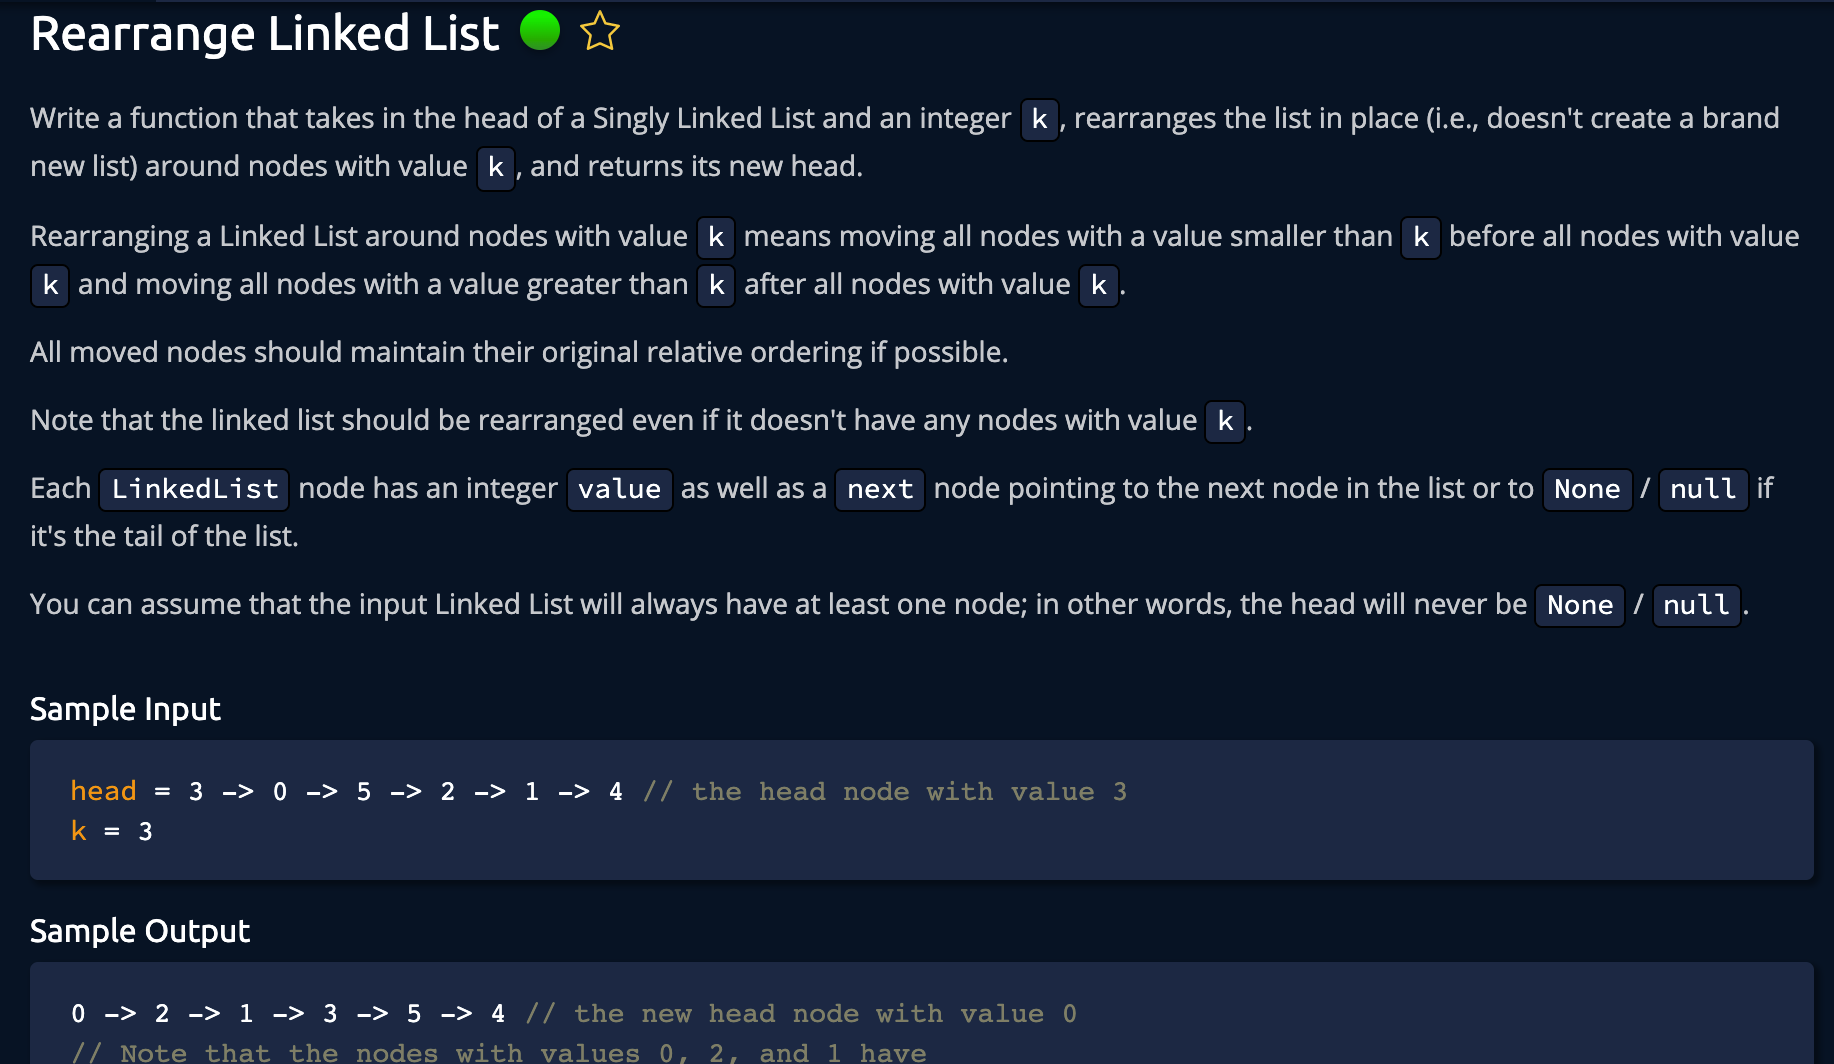 Rearrange Linked List
Write a function that takes in the head of a Singly Linked List and an integer k, rearranges the list in place (i.e., doesn't create a brand
new list) around nodes with value k, and returns its new head.
Rearranging a Linked List around nodes with value k means moving all nodes with a value smaller than k before all nodes with value
k and moving all nodes with a value greater than k after all nodes with value k.
All moved nodes should maintain their original relative ordering if possible.
Note that the linked list should be rearranged even if it doesn't have any nodes with value k.
Each LinkedList node has an integer value as well as a next node pointing to the next node in the list or to None / null if
it's the tail of the list.
You can assume that the input Linked List will always have at least one node; in other words, the head will never be None / null.
Sample Input
head = 3 -> 0 -> 5 -> 2 -> 1 -> 4 // the head node with value 3
k = 3
Sample Output
0 -> 2 -> 1 -> 3 -> 5 -> 4 // the new head node with value 0
// Note that the nodes with values 0, 2, and 1 have